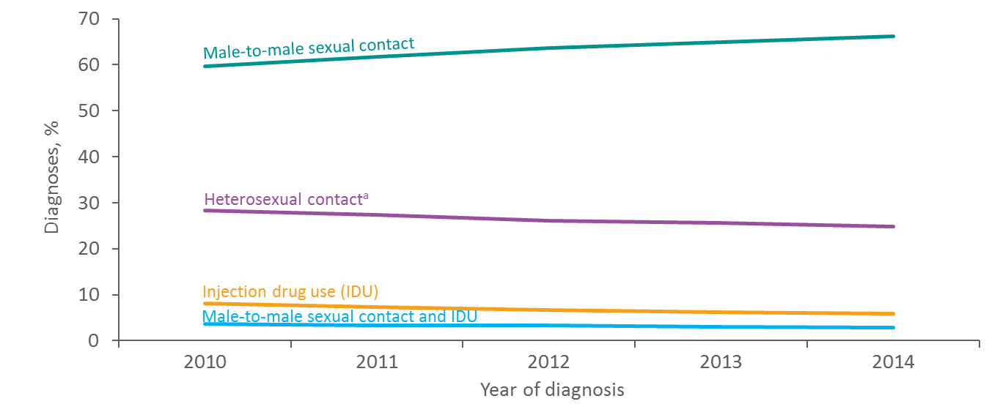 70
Male-to-male sexual contact
60
50
Diagnoses, %
40
30
Heterosexual contactᵃ
20
10
Injection drug use (IDU)
Male-to-male sexual contact and IDU
0
2010 2011 2012 2013 2014
Year of diagnosis